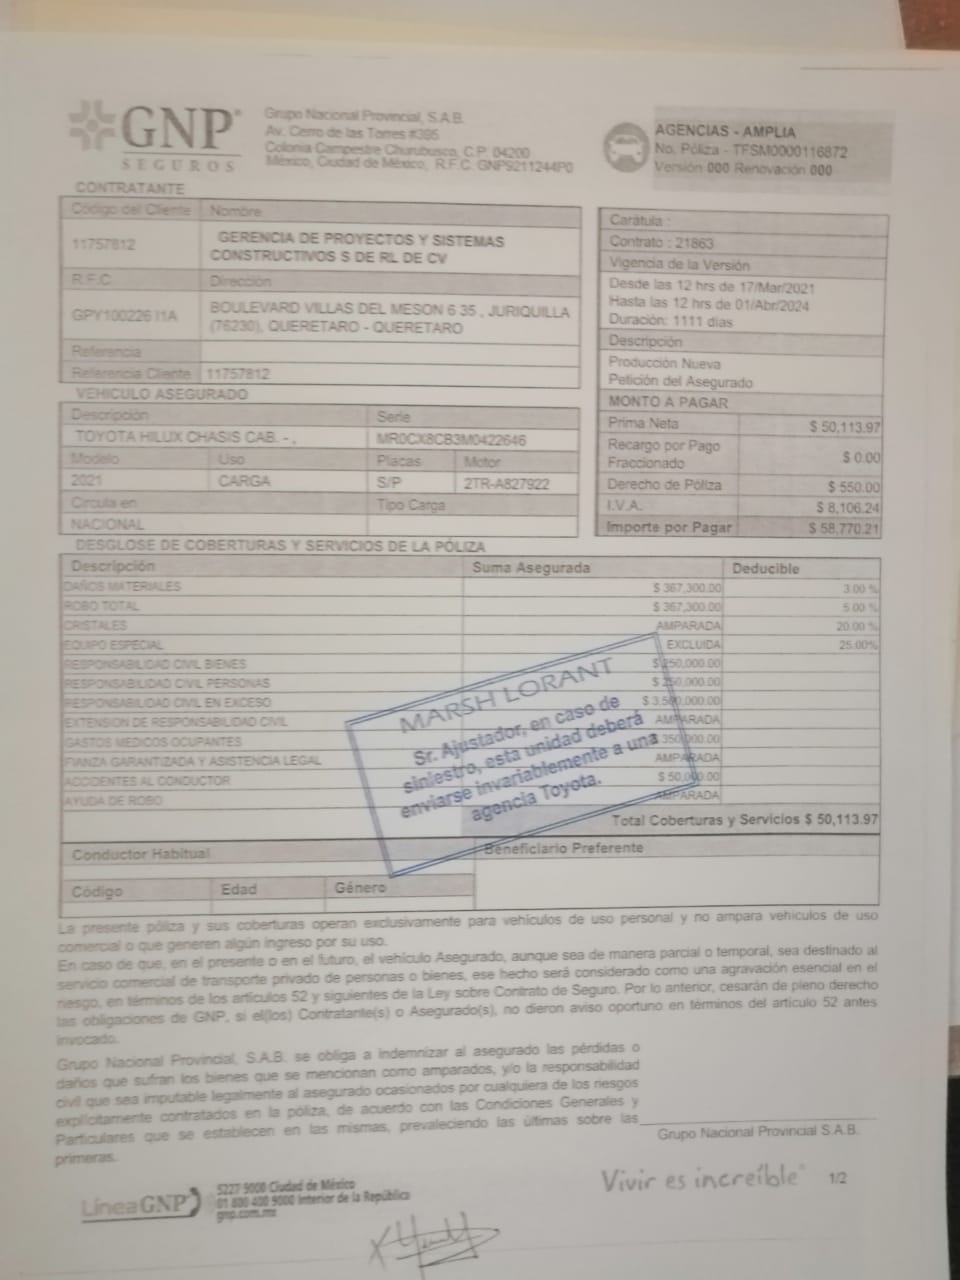 GNP
SEGUROS
Grupo Nacional Provincial, S.A.B.
Av. Cerro de las Torres #395
Colonia Campestre Churubusco, C.P. 04200
México, Ciudad de México, R.F.C. GNP9211244P0
AGENCIAS - AMPLIA
No. Póliza - TFSM0000116872
Versión 000 Renovación 000
CONTRATANTE
Código del Cliente Nombre
11757812 GERENCIA DE PROYECTOS Y SISTEMAS
CONSTRUCTIVOS S DE RL DE CV
R.F.C. Dirección
GPY100226 I1A BOULEVARD VILLAS DEL MESON 6 35 , JURIQUILLA
(76230), QUERETARO - QUERETARO
Referencia
Referencia Cliente 11757812
Carátula :
Contrato : 21863
Vigencia de la Versión
Desde las 12 hrs de 17/Mar/2021
Hasta las 12 hrs de 01/Abr/2024
Duración: 1111 dias
Descripción
Producción Nueva
Petición del Asegurado
MONTO A PAGAR
Prima Neta $ 50,113.97
Recargo por Pago
Fraccionado $ 0.00
Derecho de Póliza $ 550.00
I.V.A. $ 8,106.24
Importe por Pagar $ 58,770.21
VEHICULO ASEGURADO
Descripción Serie
TOYOTA HILUX CHASIS CAB. - , MR0CX8CB3M0422646
Modelo Uso Placas Motor
2021 CARGA S/P 2TR-A827922
Circula en Tipo Carga
NACIONAL
DESGLOSE DE COBERTURAS Y SERVICIOS DE LA PÓLIZA
Descripción Suma Asegurada Deducible
DAÑOS MATERIALES $ 367,300.00 3.00 %
ROBO TOTAL $ 367,300.00 5.00 %
CRISTALES AMPARADA 20.00 %
EQUIPO ESPECIAL EXCLUIDA 25.00%
RESPONSABILIDAD CIVIL BIENES $ 250,000.00
RESPONSABILIDAD CIVIL PERSONAS $ 250,000.00
RESPONSABILIDAD CIVIL EN EXCESO $ 3,500,000.00
EXTENSION DE RESPONSABILIDAD CIVIL AMPARADA
GASTOS MEDICOS OCUPANTES 350,000.00
FIANZA GARANTIZADA Y ASISTENCIA LEGAL AMPARADA
ACCIDENTES AL CONDUCTOR $ 50,000.00
AYUDA DE ROBO AMPARADA
MARSH LORANT
Sr. Ajustador, en caso de
siniestro, esta unidad deberá
enviarse invariablemente a una
agencia Toyota.
Total Coberturas y Servicios $ 50,113.97
Conductor Habitual Beneficiario Preferente
Código Edad Género
La presente póliza y sus coberturas operan exclusivamente para vehículos de uso personal y no ampara vehículos de uso
comercial o que generen algún ingreso por su uso.
En caso de que, en el presente o en el futuro, el vehículo Asegurado, aunque sea de manera parcial o temporal, sea destinado al
servicio comercial de transporte privado de personas o bienes, ese hecho será considerado como una agravación esencial en el
riesgo, en términos de los artículos 52 y siguientes de la Ley sobre Contrato de Seguro. Por lo anterior, cesarán de pleno derecho
las obligaciones de GNP, si el(los) Contratante(s) o Asegurado(s), no dieron aviso oportuno en términos del artículo 52 antes
invocado.
Grupo Nacional Provincial, S.A.B. se obliga a indemnizar al asegurado las pérdidas o
daños que sufran los bienes que se mencionan como amparados, y/o la responsabilidad
civil que sea imputable legalmente al asegurado ocasionados por cualquiera de los riesgos
explícitamente contratados en la póliza, de acuerdo con las Condiciones Generales y
Particulares que se establecen en las mismas, prevaleciendo las últimas sobre las
primeras.
Grupo Nacional Provincial S.A.B.
LíneaGNP
5227 9000 Ciudad de México
01 800 400 9000 Interior de la República
gnp.com.mx
Vivir es increíble 1/2